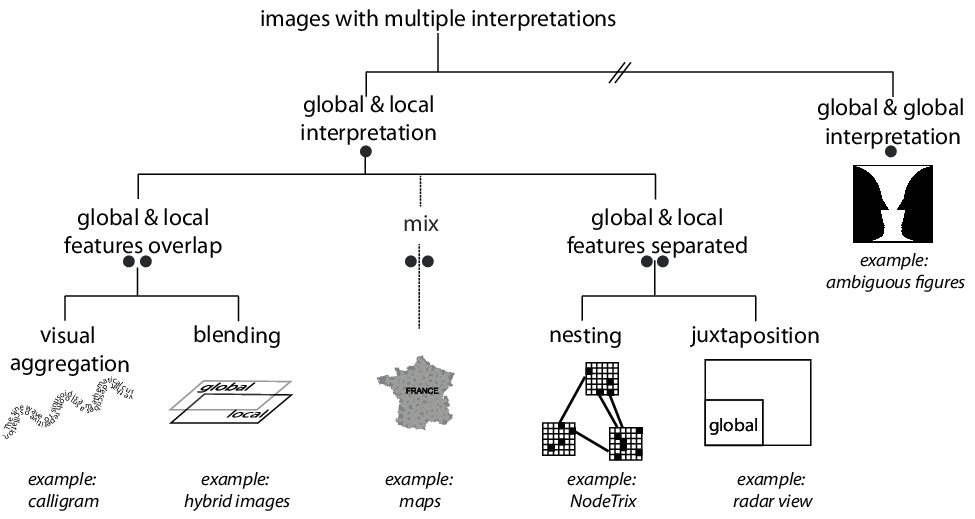 images with multiple interpretations
global & local
interpretation
global & global
interpretation
example:
ambiguous figures
global & local
features overlap
mix
global & local
features separated
visual
aggregation
blending
nesting
juxtaposition
global
local
FRANCE
global
example:
calligram
example:
hybrid images
example:
maps
example:
NodeTrix
example:
radar view